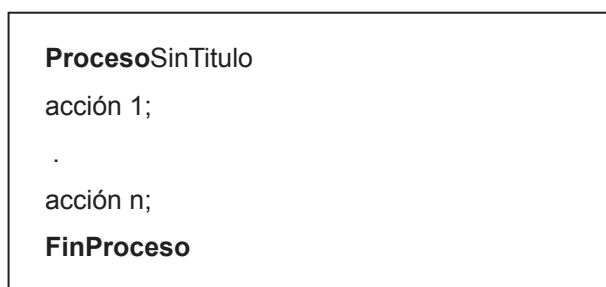 ProcesoSinTitulo
acción 1;
.
acción n;
FinProceso